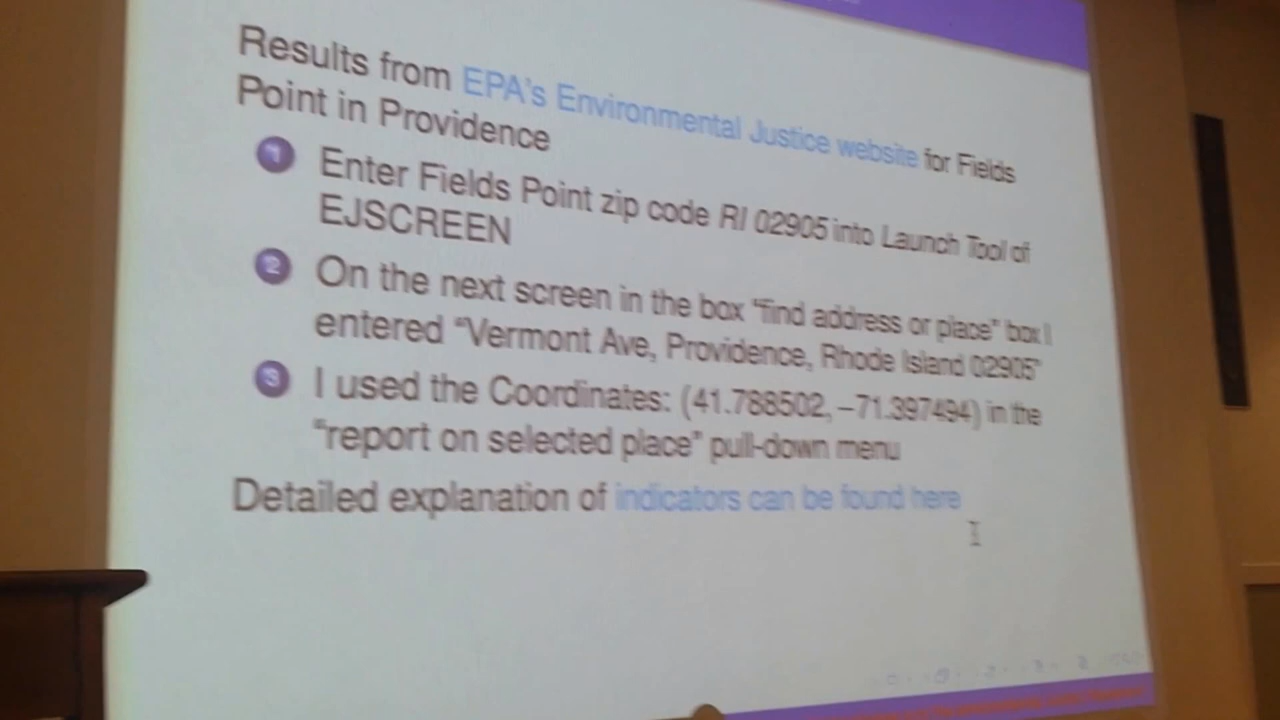 Results from EPA's Environmental Justice website for Fields
Point in Providence
1 Enter Fields Point zip code RI 02905 into Launch Tool of
EJSCREEN
2 On the next screen in the box "find address or place" box I
entered "Vermont Ave, Providence, Rhode Island 02905"
3 I used the Coordinates: (41.788502, −71.397494) in the
"report on selected place" pull-down menu
Detailed explanation of indicators can be found here